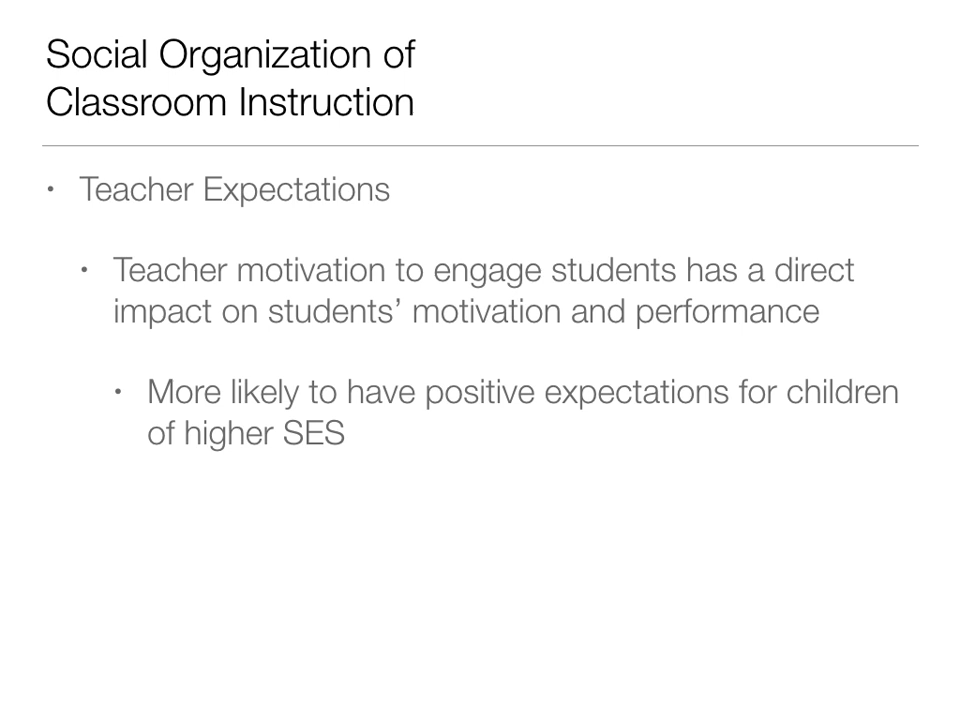 Social Organization of
Classroom Instruction
• Teacher Expectations
• Teacher motivation to engage students has a direct
impact on students’ motivation and performance
• More likely to have positive expectations for children
of higher SES